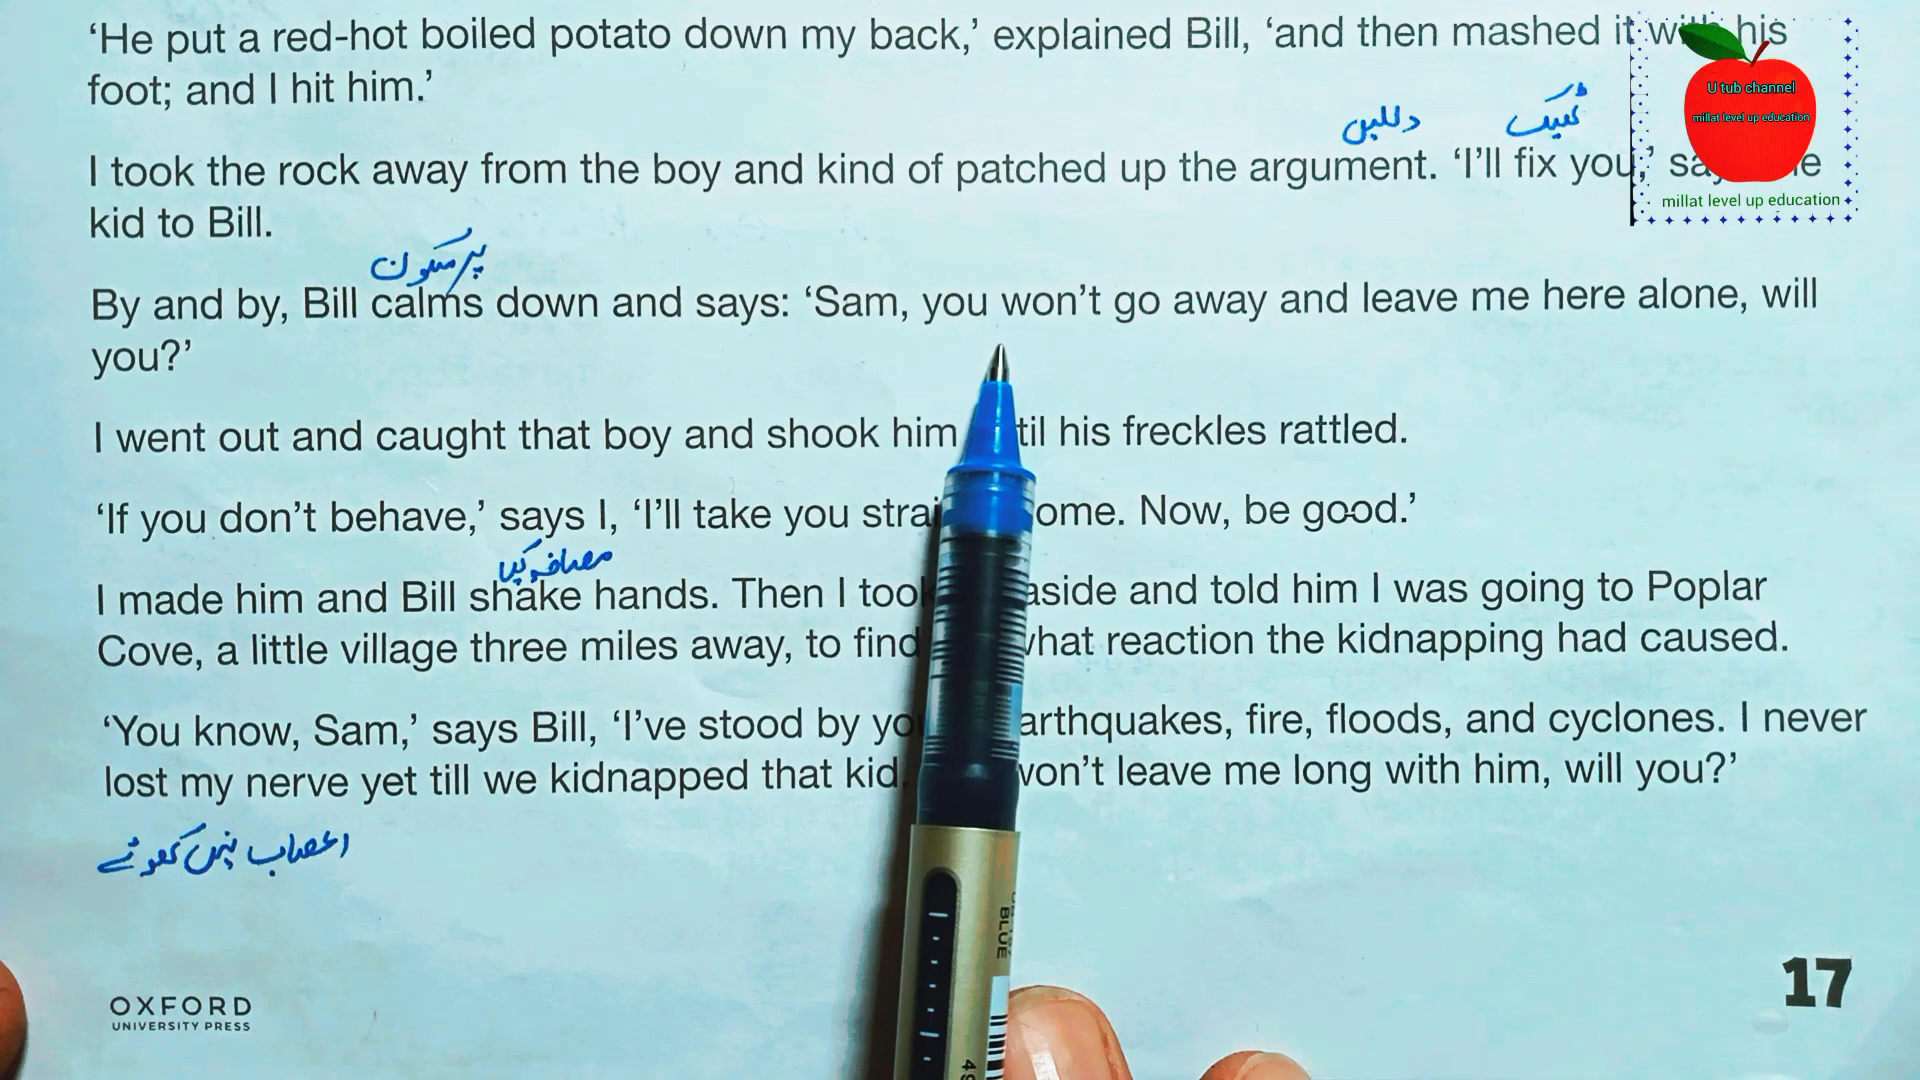 ‘He put a red-hot boiled potato down my back,’ explained Bill, ‘and then mashed it with his
foot; and I hit him.’
دلیلیں ٹھیک
I took the rock away from the boy and kind of patched up the argument. ‘I’ll fix you,’ sa e
kid to Bill.
پرسکون
By and by, Bill calms down and says: ‘Sam, you won’t go away and leave me here alone, will
you?’
I went out and caught that boy and shook him til his freckles rattled.
‘If you don’t behave,’ says I, ‘I’ll take you strai ome. Now, be good.’
I made him and Bill shake hands. Then I took aside and told him I was going to Poplar
Cove, a little village three miles away, to find what reaction the kidnapping had caused.
‘You know, Sam,’ says Bill, ‘I’ve stood by yo arthquakes, fire, floods, and cyclones. I never
lost my nerve yet till we kidnapped that kid. won’t leave me long with him, will you?’
اعصاب نہیں کھوئے
OXFORD
UNIVERSITY PRESS
17
U tub channel
millat level up education
millat level up education
BLUE